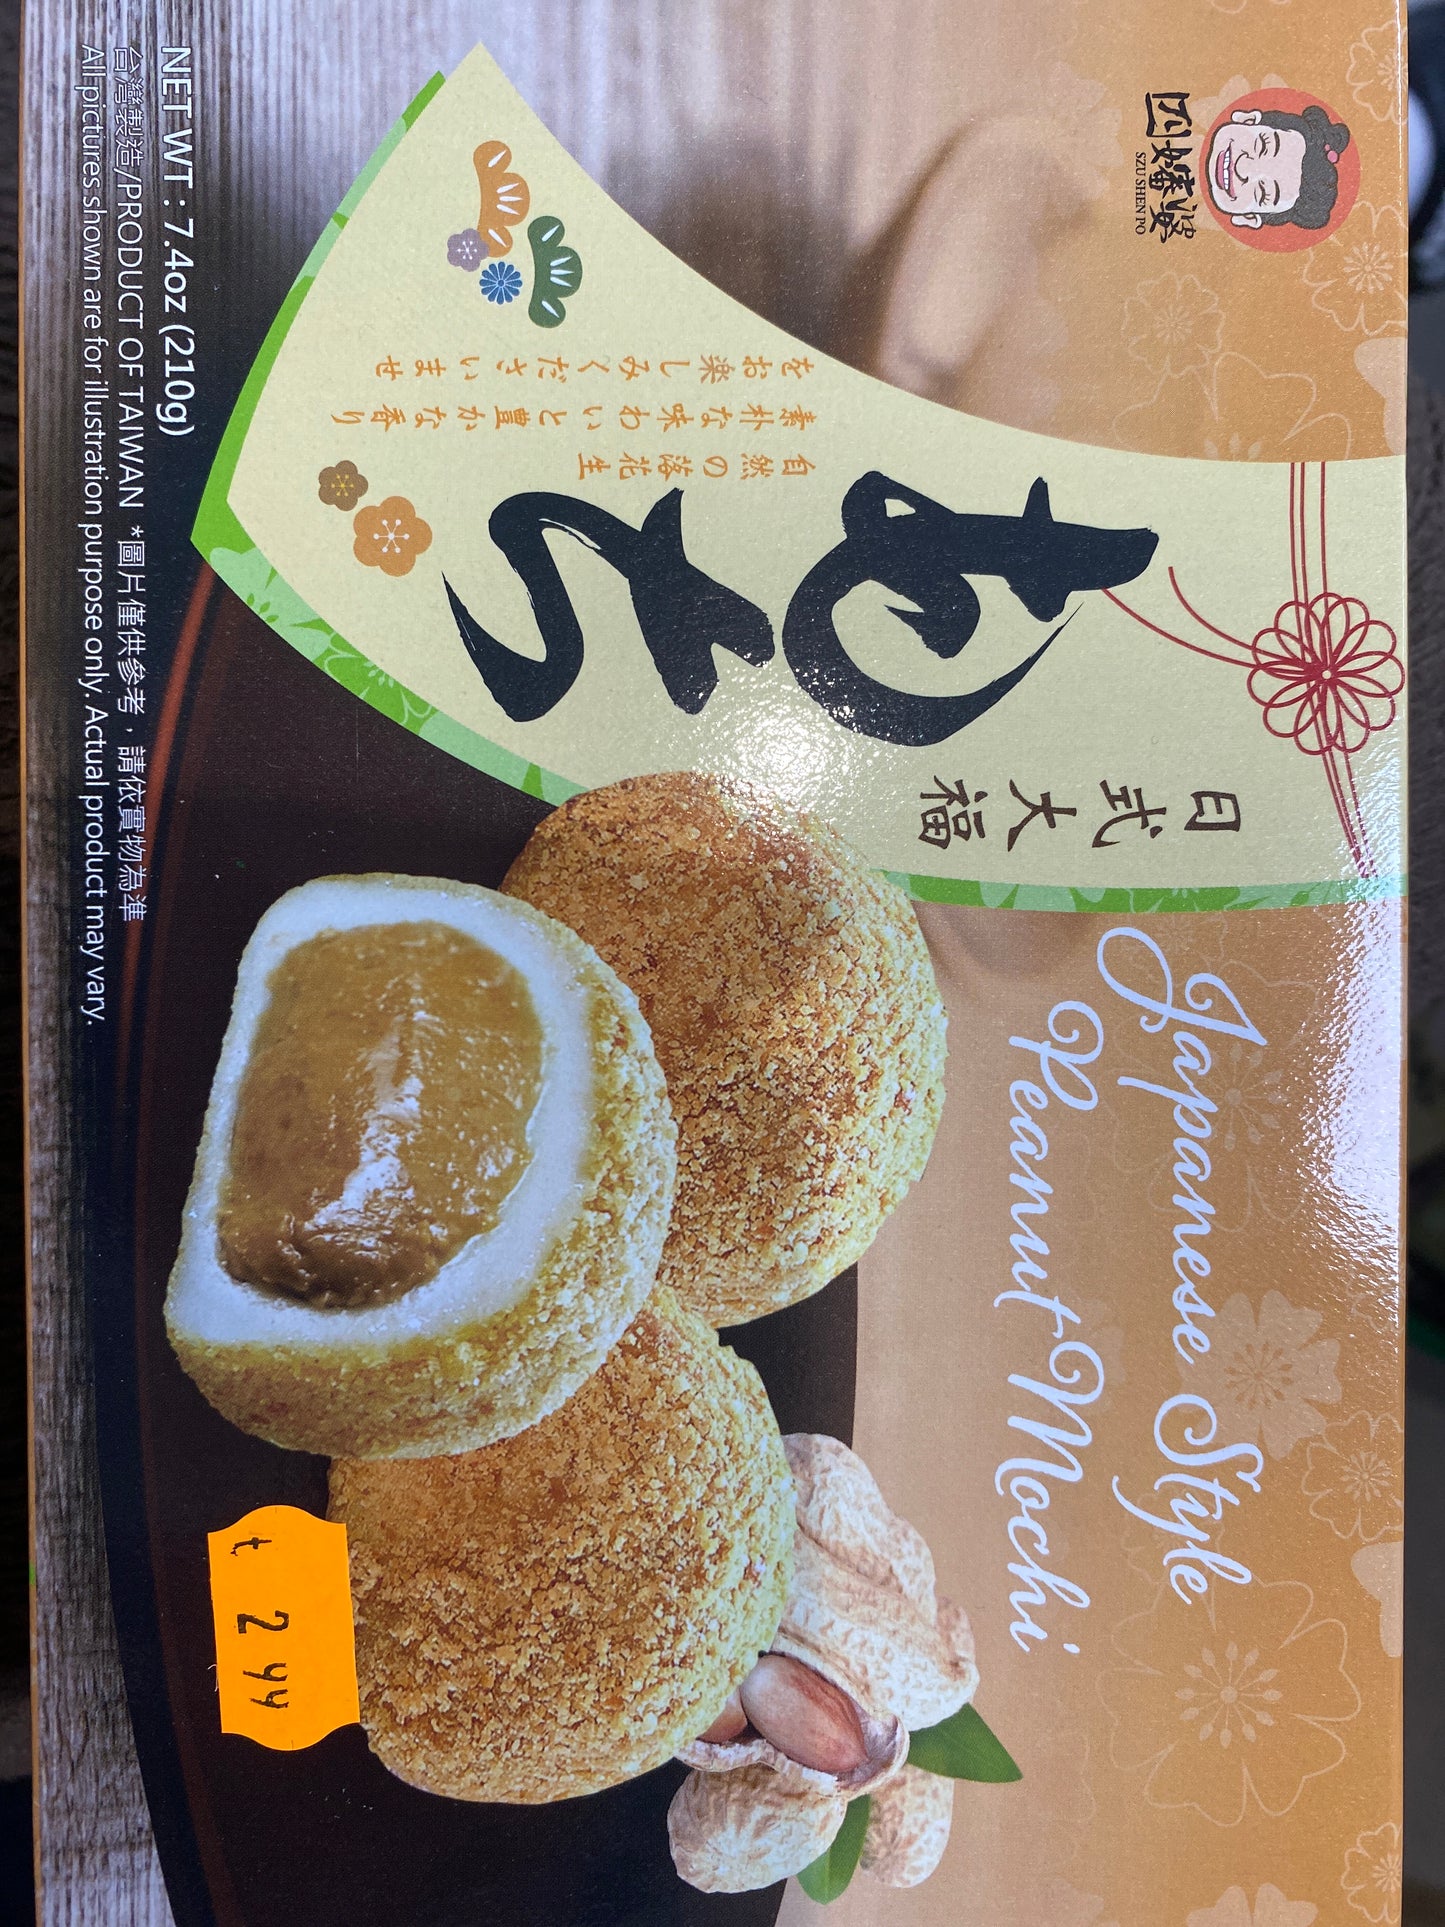 四嬸婆
SZU SHEN PO
もち
日式大福
自然の落花生
素朴な味わいと豊かな香り
をお楽しみくださいませ
Japanese Style
Peanut Mochi
NET WT : 7.4oz (210g)
台灣製造/PRODUCT OF TAIWAN *圖片僅供參考，請依實物為準
All pictures shown are for illustration purpose only. Actual product may vary.
t 244